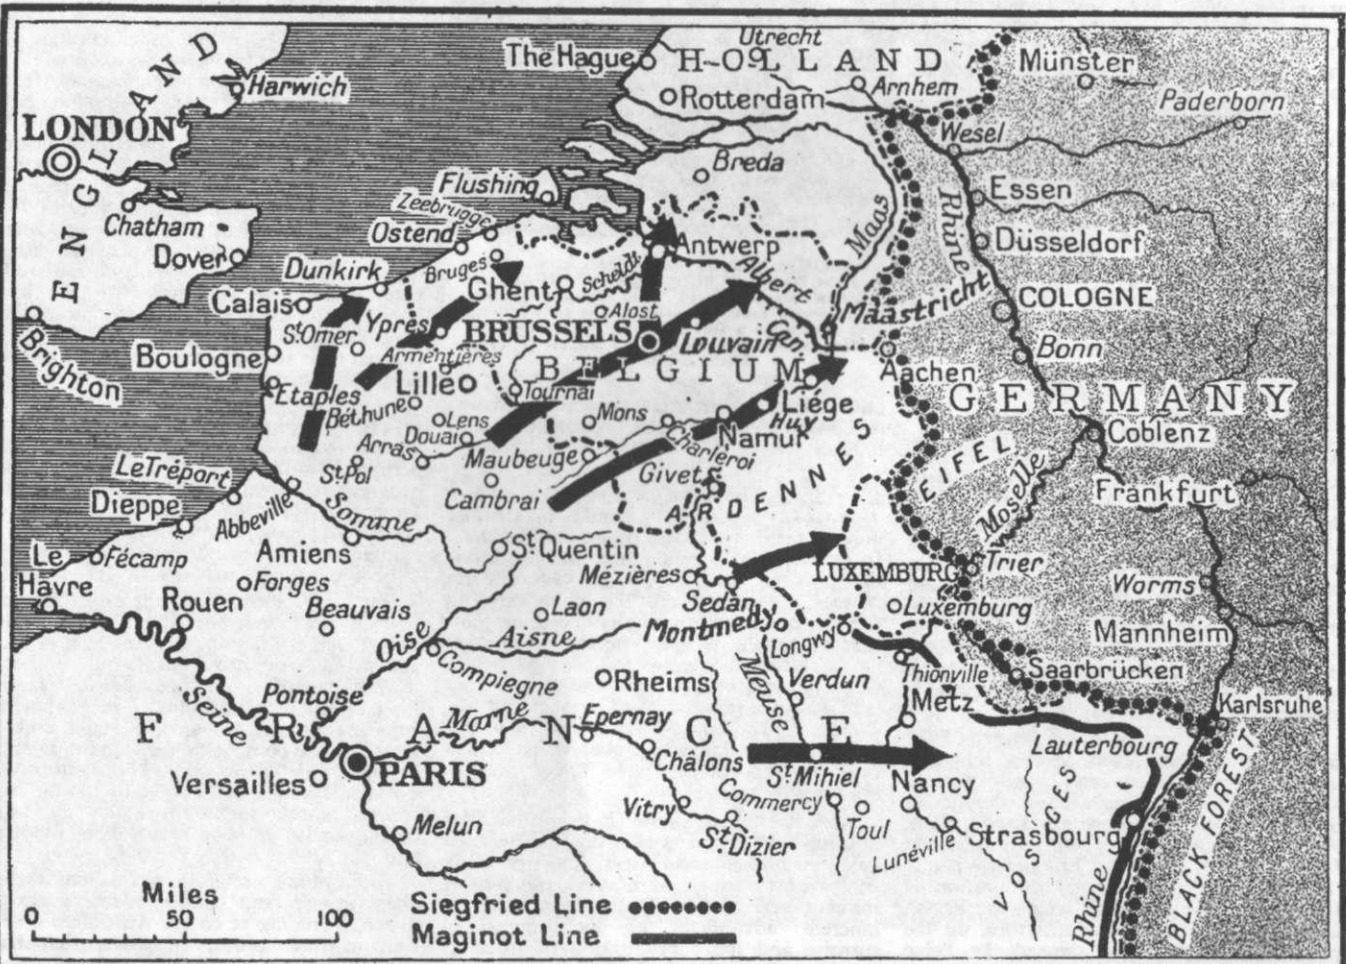 ENGLAND
Harwich
LONDON
Chatham
Dover
Brighton
The Hague
Utrecht
HOLLAND
Arnhem
Rotterdam
Münster
Paderborn
Wesel
Breda
Flushing
Zeebrugge
Ostend
Essen
Rhine
Düsseldorf
Maas
Antwerp
Albert Can.
Maastricht
Dunkirk
Bruges
Ghent
Scheldt
Calais
St Omer
Ypres
BRUSSELS
Alost
Louvain
COLOGNE
Boulogne
Armentières
Bonn
BELGIUM
Aachen
Etaples
Lille
Tournai
Liége
GERMANY
Béthune
Lens
Mons
Huy
Douai
Namur
Coblenz
Arras
Maubeuge
Charleroi
EIFEL
Le Tréport
St Pol
Givet
ARDENNES
Moselle
Frankfurt
Dieppe
Abbeville
Somme
Cambrai
Amiens
St Quentin
Le Havre
Fécamp
Forges
Mézières
LUXEMBURG
Trier
Worms
Rouen
Beauvais
Laon
Sedan
Luxemburg
Oise
Aisne
Montmedy
Longwy
Mannheim
Compiegne
Rheims
Meuse
Verdun
Thionville
Saarbrücken
Seine
Pontoise
Metz
Karlsruhe
FRANCE
Marne
Epernay
Lauterbourg
PARIS
Châlons
St Mihiel
Versailles
Commercy
Nancy
Vitry
Toul
Strasbourg
Melun
St Dizier
Lunéville
VOSGES
BLACK FOREST
Rhine
Miles
0 50 100
Siegfried Line
Maginot Line